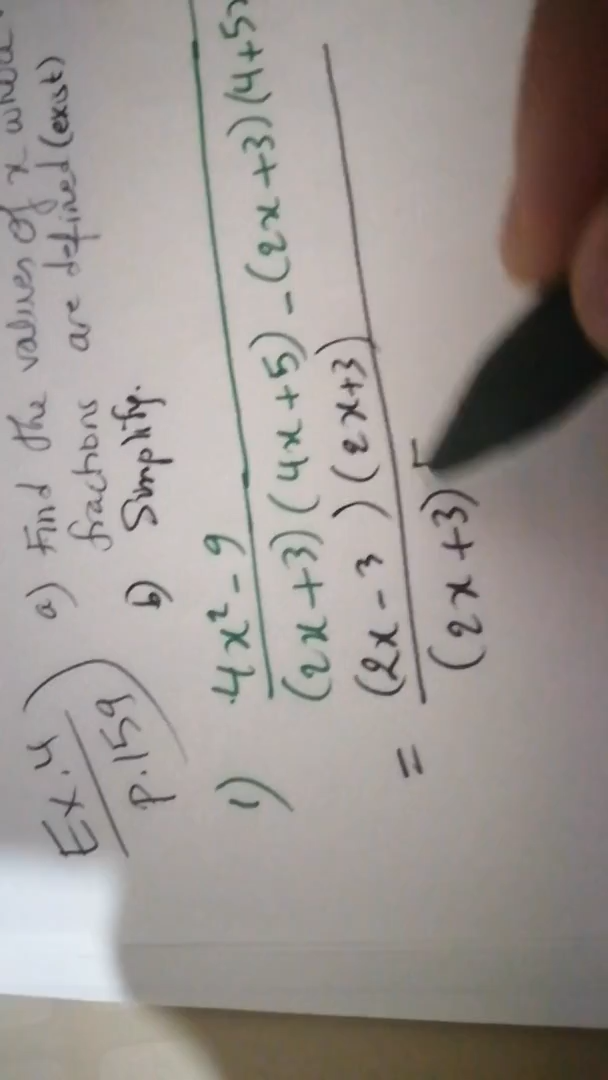 Ex.4
P.159
a) Find the values of x where
fractions are defined (exist)
b) Simplify.
1) 4x² - 9
(2x + 3)(4x + 5) - (2x + 3)(4 + 5x
= (2x - 3)(2x+3)
(2x + 3)[